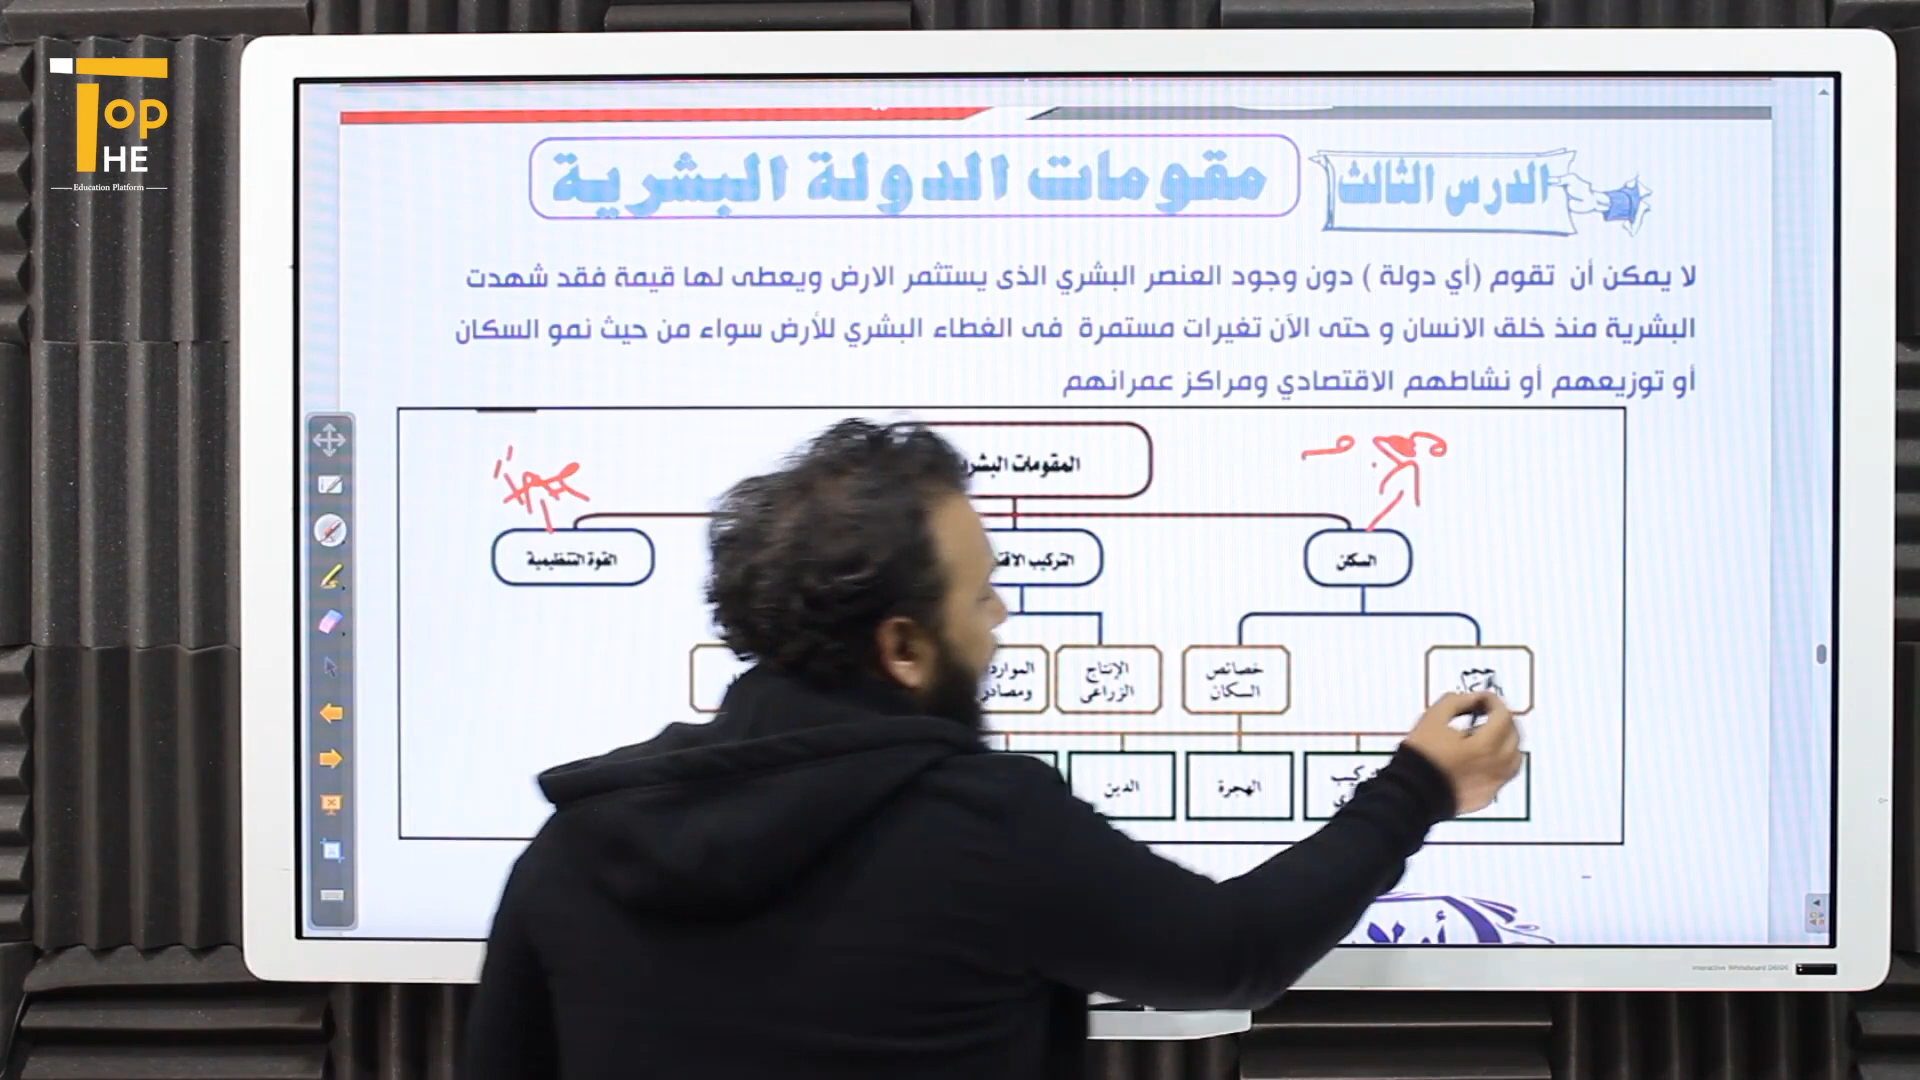 Top
THE
Education Platform
الدرس الثالث
مقومات الدولة البشرية
لا يمكن أن تقوم (أي دولة ) دون وجود العنصر البشري الذى يستثمر الارض ويعطى لها قيمة فقد شهدت
البشرية منذ خلق الانسان و حتى الآن تغيرات مستمرة فى الغطاء البشري للأرض سواء من حيث نمو السكان
أو توزيعهم أو نشاطهم الاقتصادي ومراكز عمرانهم
المقومات
السكان
التركيب
القوة التنظيمية
حجم
خصائص
السكان
الإنتاج
الزراعى
الموارد
ومصادر
الهجرة
الدين
Interactive Whiteboard